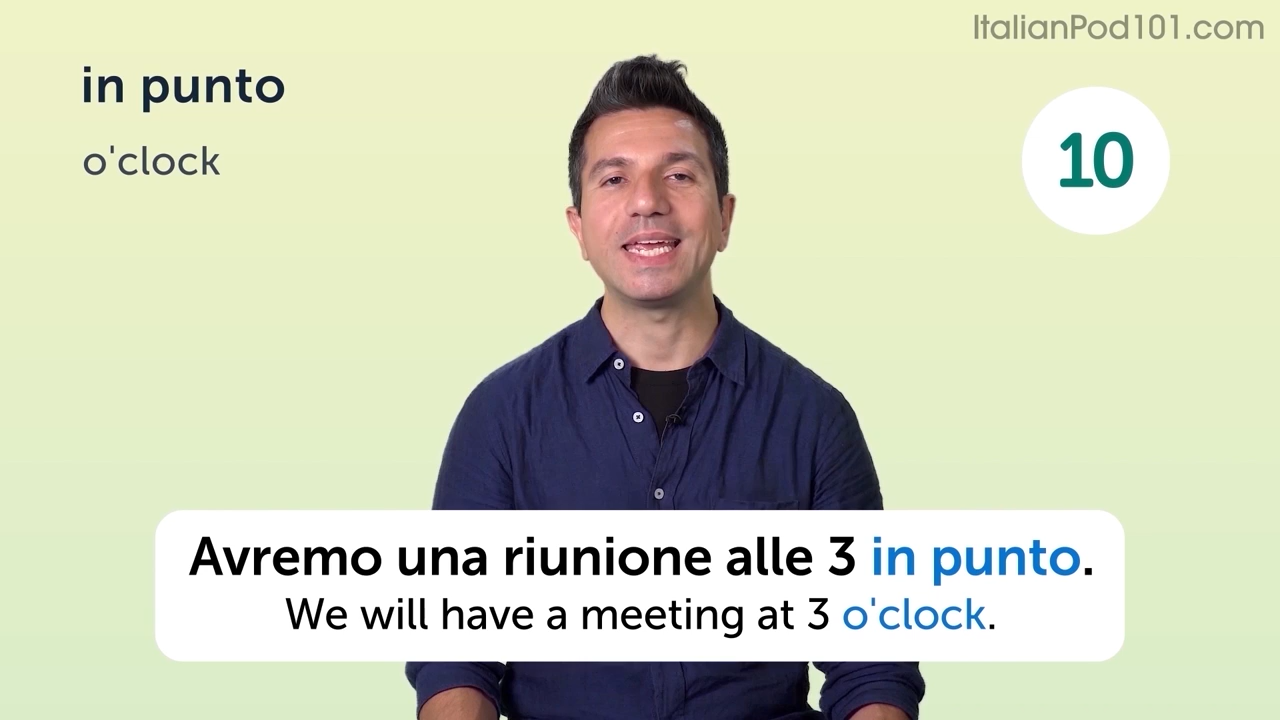 ItalianPod101.com
in punto
o'clock
10
Avremo una riunione alle 3 in punto.
We will have a meeting at 3 o'clock.